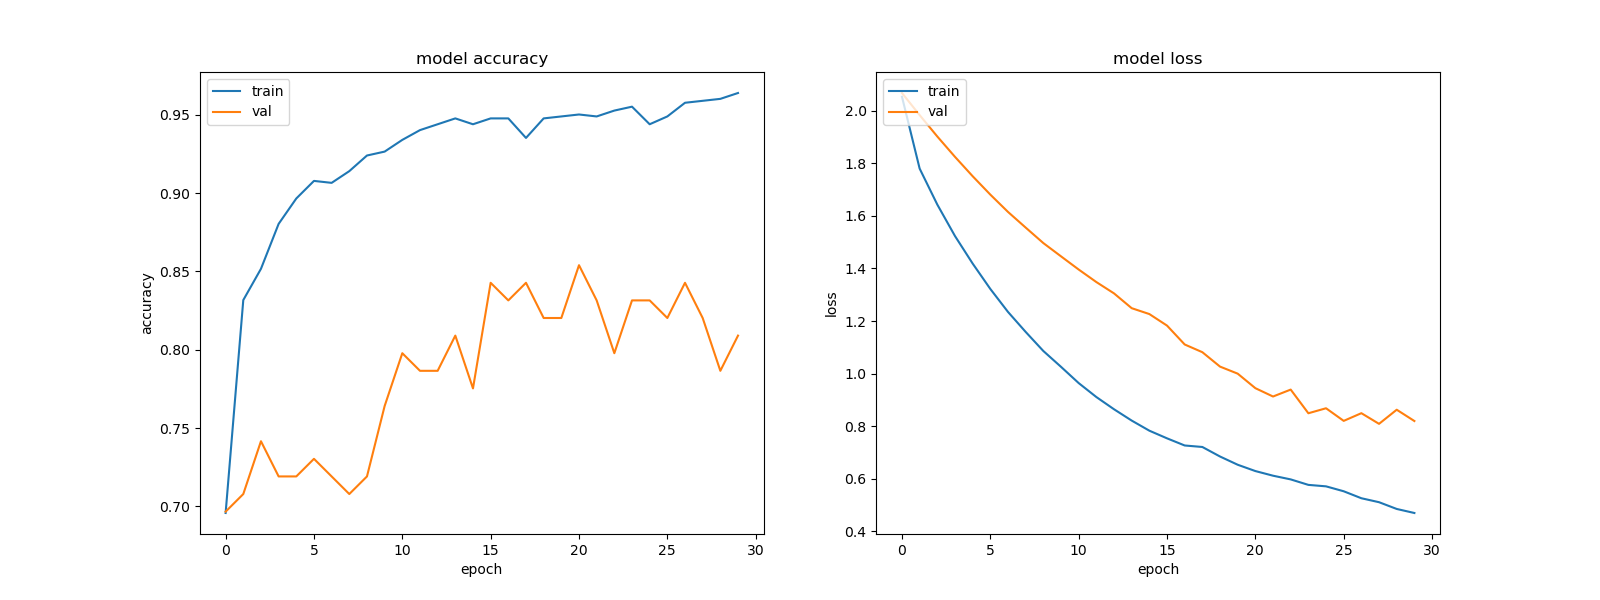 model accuracy
train
val
0.95
0.90
0.85
0.80
0.75
0.70
accuracy
0 5 10 15 20 25 30
epoch
model loss
train
val
2.0
1.8
1.6
1.4
1.2
1.0
0.8
0.6
0.4
loss
0 5 10 15 20 25 30
epoch